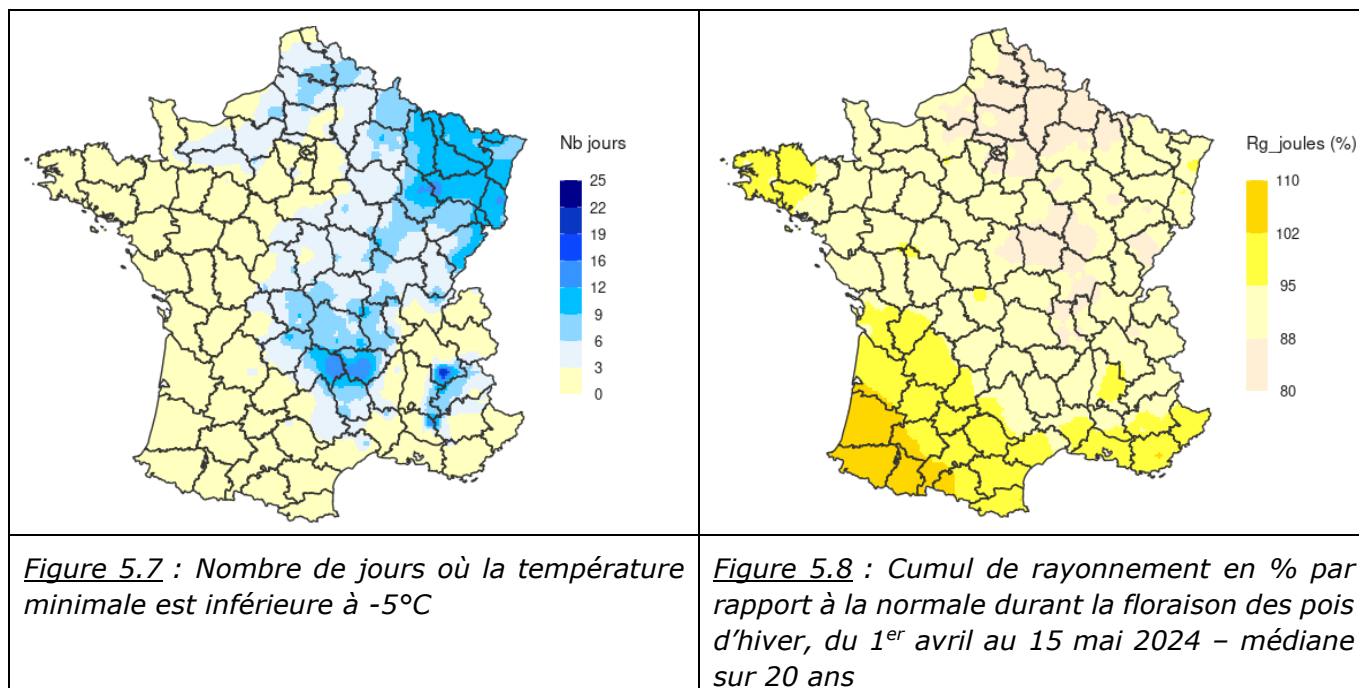 Nb jours
25
22
19
16
12
9
6
3
0
Rg_joules (%)
110
102
95
88
80
Figure 5.7 : Nombre de jours où la température
minimale est inférieure à -5°C
Figure 5.8 : Cumul de rayonnement en % par
rapport à la normale durant la floraison des pois
d’hiver, du 1er avril au 15 mai 2024 – médiane
sur 20 ans